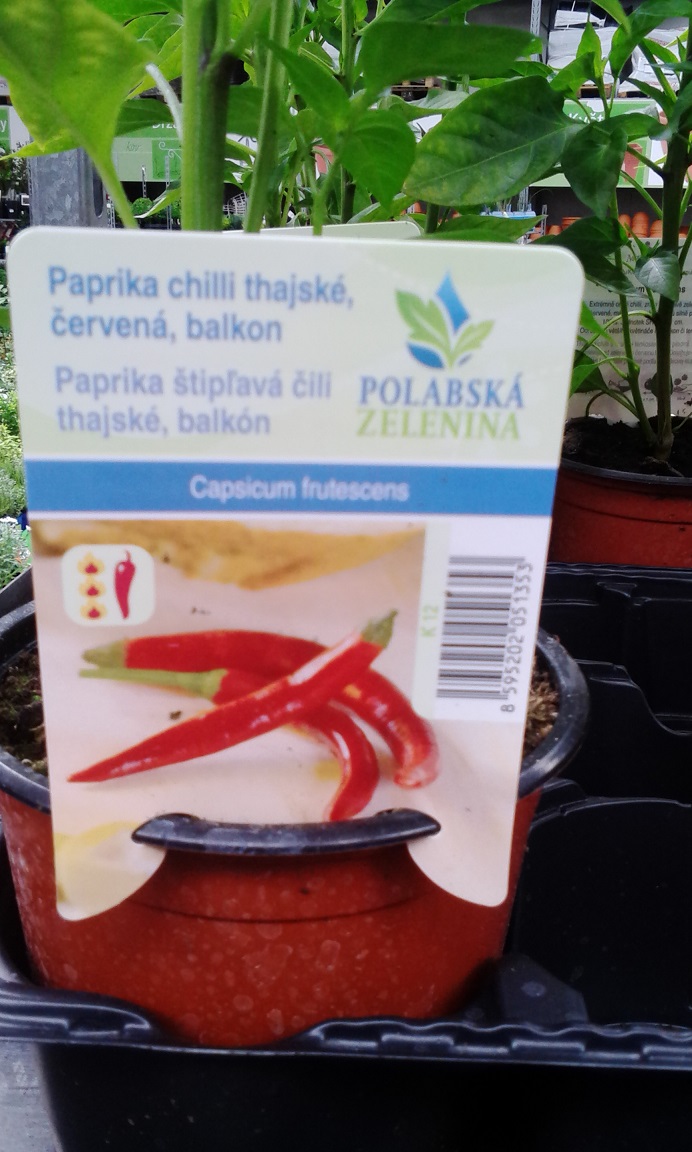 Paprika chilli thajské,
červená, balkon
Paprika štipľavá čili
thajské, balkón
POLABSKÁ
ZELENINA
Capsicum frutescens
K 12
8 595202 051353